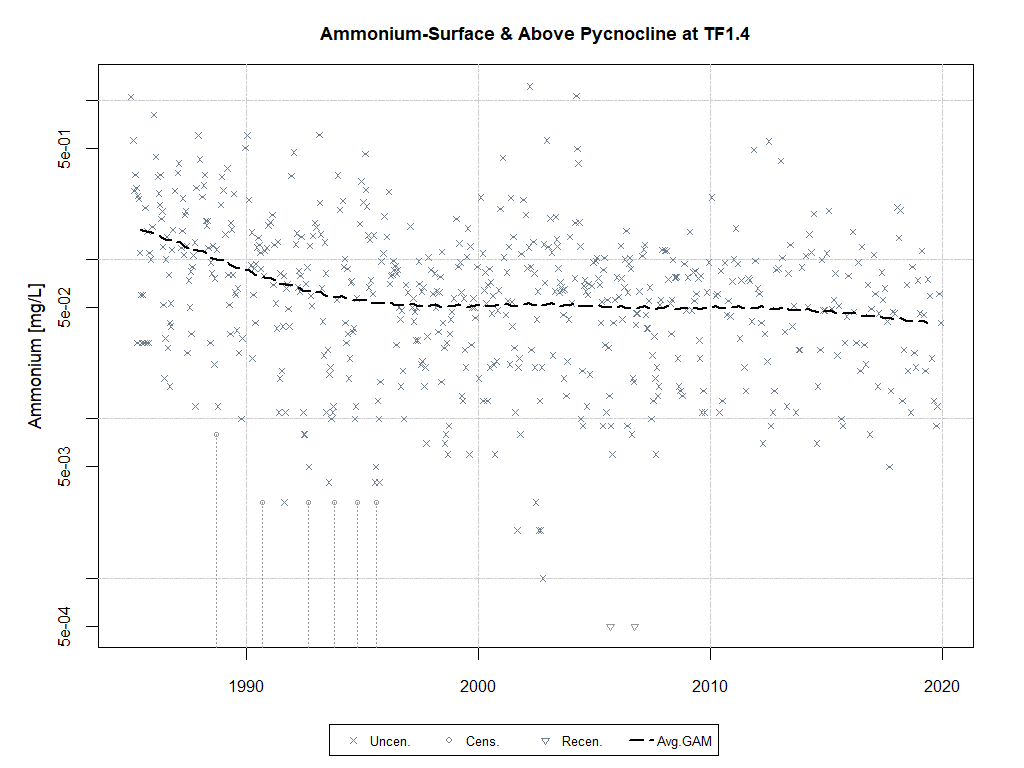 Ammonium-Surface & Above Pycnocline at TF1.4
Ammonium [mg/L]
5e-01
5e-02
5e-03
5e-04
1990 2000 2010 2020
Uncen. Cens. Recen. Avg.GAM